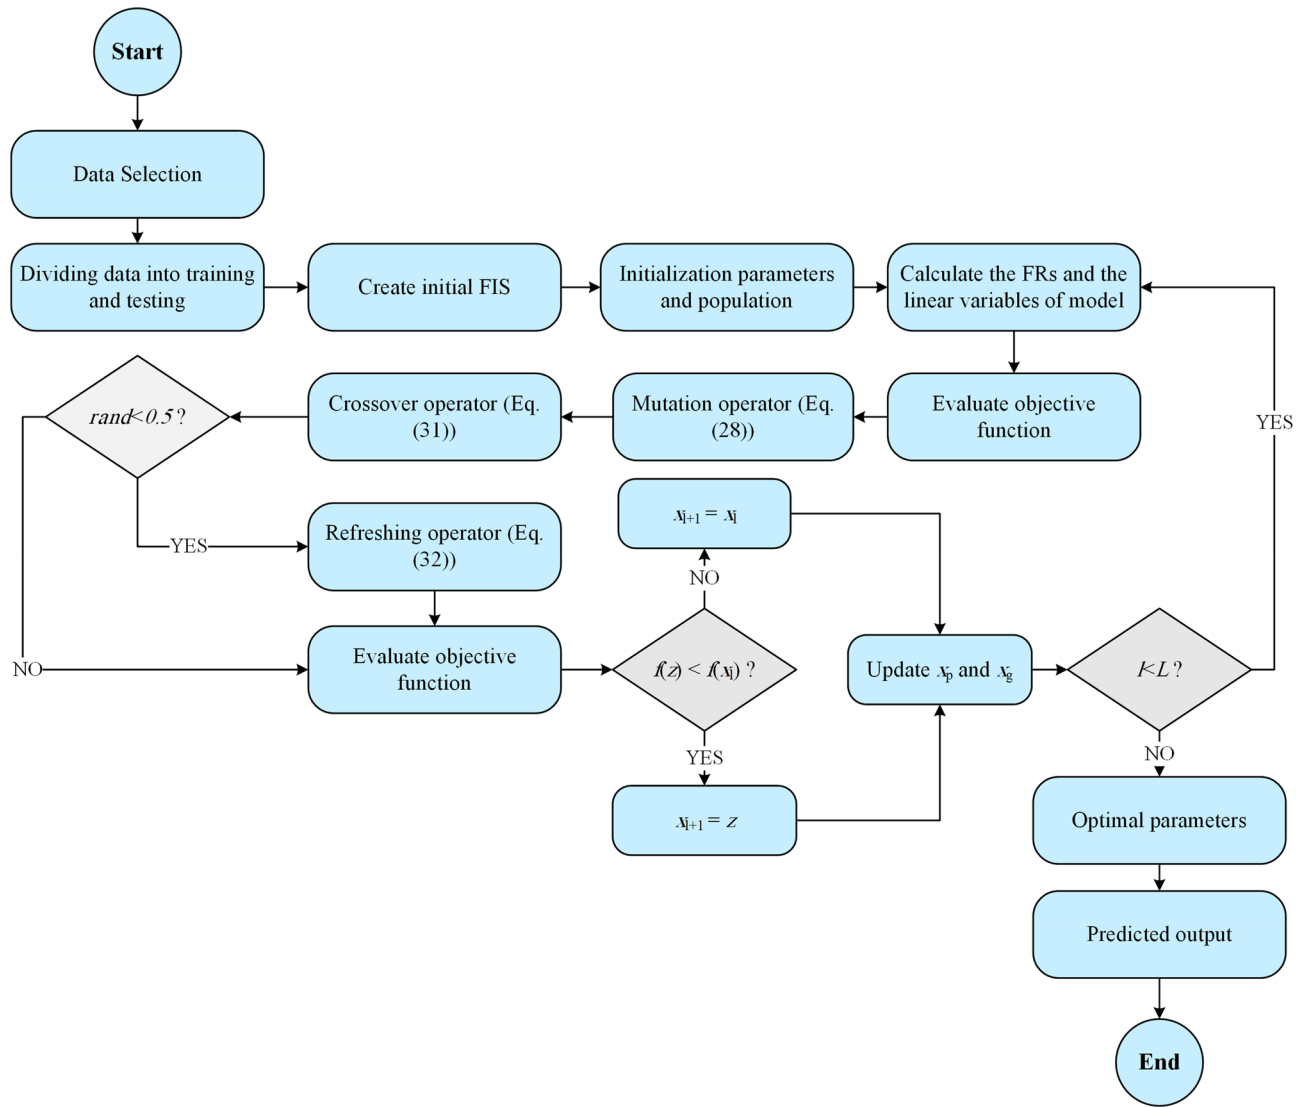 Start
Data Selection
Dividing data into training
and testing
Create initial FIS
Initialization parameters
and population
Calculate the FRs and the
linear variables of model
Evaluate objective
function
Mutation operator (Eq.
(28))
Crossover operator (Eq.
(31))
rand<0.5 ?
YES
NO
Refreshing operator (Eq.
(32))
Evaluate objective
function
f(z) < f(xi) ?
NO
xi+1 = xi
YES
xi+1 = z
Update xp and xg
l<L ?
YES
NO
Optimal parameters
Predicted output
End